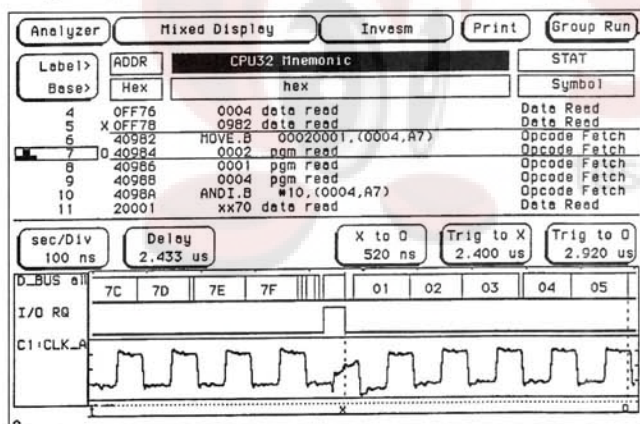 Analyzer Mixed Display Invasm Print Group Run
Label> ADDR CPU32 Mnemonic STAT
Base> Hex hex Symbol
4 0FF76 0004 data read Data Read
5 X 0FF78 0982 data read Data Read
6 40982 MOVE.B 00020001,(0004,A7) Opcode Fetch
7 O 40984 0002 pgm read Opcode Fetch
8 40986 0001 pgm read Opcode Fetch
9 40988 0004 pgm read Opcode Fetch
10 4098A ANDI.B #10,(0004,A7) Opcode Fetch
11 20001 xx70 data read Data Read
sec/Div Delay X to O Trig to X Trig to O
100 ns 2.433 us 520 ns 2.400 us 2.920 us
D_BUS all 7C 7D 7E 7F 01 02 03 04 05
I/O RQ
C1:CLK_A
X O